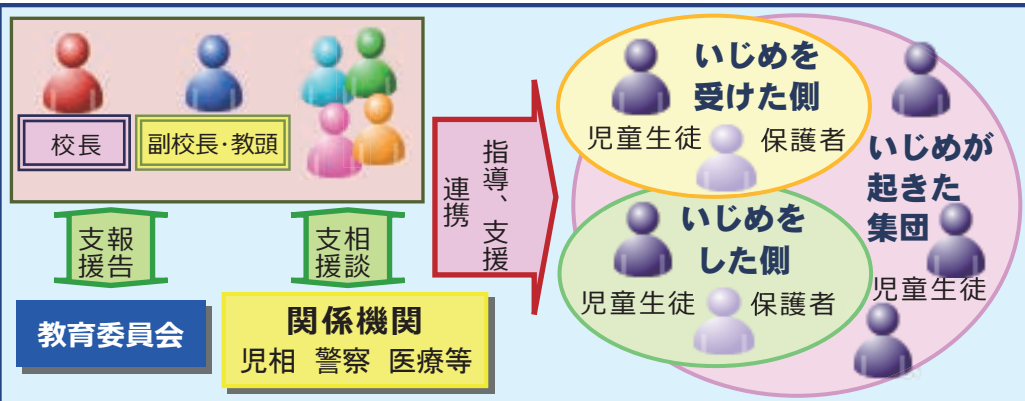 校長
副校長・教頭
報告
支援
相談
支援
教育委員会
関係機関
児相 警察 医療等
指導、支援
連携
いじめを
受けた側
児童生徒 保護者
いじめを
した側
児童生徒 保護者
いじめが
起きた
集団
児童生徒